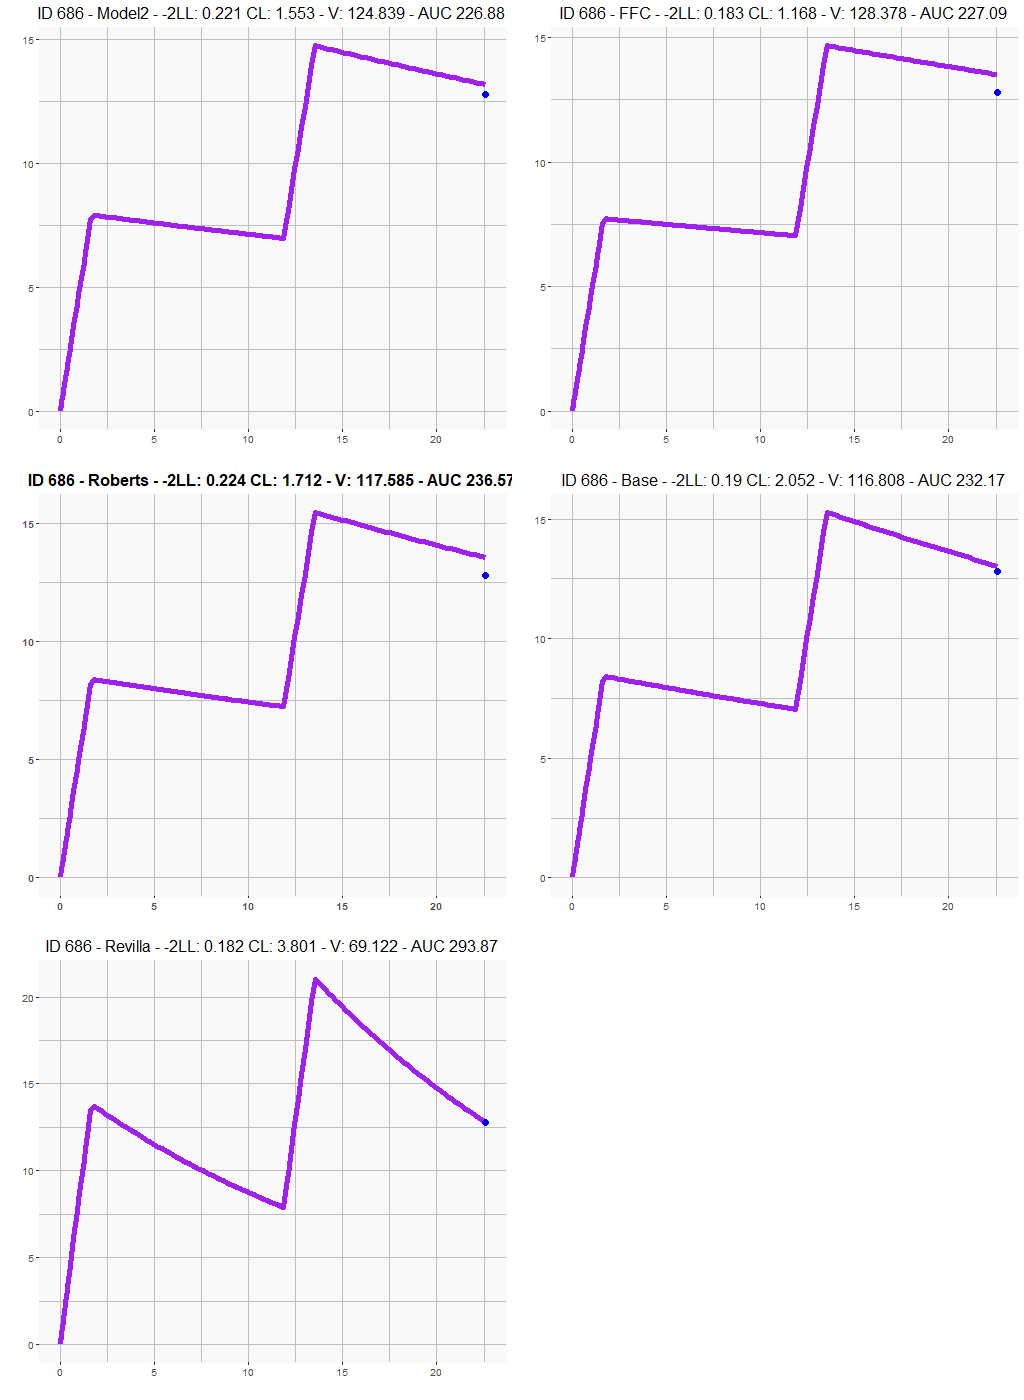 ID 686 - Model2 - -2LL: 0.221 CL: 1.553 - V: 124.839 - AUC 226.88
15
10
5
0
0 5 10 15 20
ID 686 - FFC - -2LL: 0.183 CL: 1.168 - V: 128.378 - AUC 227.09
15
10
5
0
0 5 10 15 20
ID 686 - Roberts - -2LL: 0.224 CL: 1.712 - V: 117.585 - AUC 236.57
15
10
5
0
0 5 10 15 20
ID 686 - Base - -2LL: 0.19 CL: 2.052 - V: 116.808 - AUC 232.17
15
10
5
0
0 5 10 15 20
ID 686 - Revilla - -2LL: 0.182 CL: 3.801 - V: 69.122 - AUC 293.87
20
15
10
5
0
0 5 10 15 20